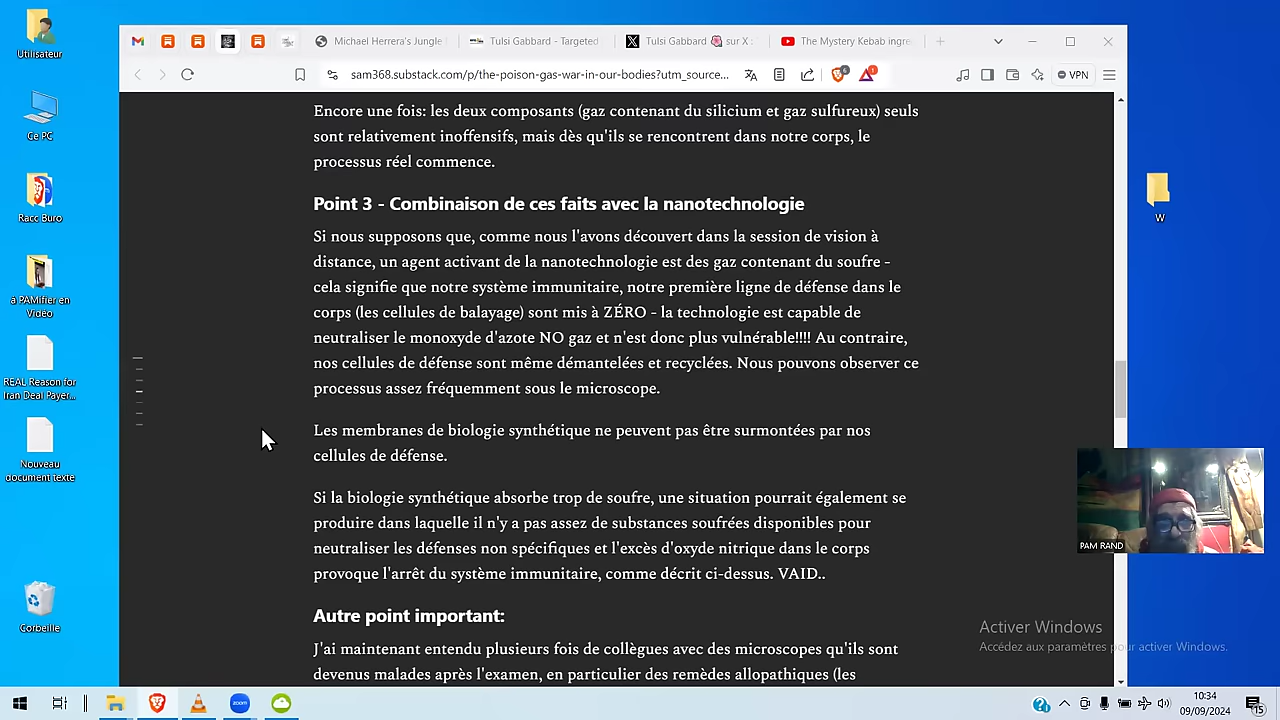 Utilisateur
Ce PC
Racc Buro
à PAMifier en
Vidéo
REAL Reason for
Iran Deal Payer...
Nouveau
document texte
Corbeille
Michael Herrera's Jungle
Tulsi Gabbard - Targeted
Tulsi Gabbard 🌺 sur X :
The Mystery Kebab ingre
sam368.substack.com/p/the-poison-gas-war-in-our-bodies?utm_source...
VPN
Encore une fois: les deux composants (gaz contenant du silicium et gaz sulfureux) seuls
sont relativement inoffensifs, mais dès qu'ils se rencontrent dans notre corps, le
processus réel commence.
Point 3 - Combinaison de ces faits avec la nanotechnologie
Si nous supposons que, comme nous l'avons découvert dans la session de vision à
distance, un agent activant de la nanotechnologie est des gaz contenant du soufre -
cela signifie que notre système immunitaire, notre première ligne de défense dans le
corps (les cellules de balayage) sont mis à ZÉRO - la technologie est capable de
neutraliser le monoxyde d'azote NO gaz et n'est donc plus vulnérable!!!! Au contraire,
nos cellules de défense sont même démantelées et recyclées. Nous pouvons observer ce
processus assez fréquemment sous le microscope.
Les membranes de biologie synthétique ne peuvent pas être surmontées par nos
cellules de défense.
Si la biologie synthétique absorbe trop de soufre, une situation pourrait également se
produire dans laquelle il n'y a pas assez de substances soufrées disponibles pour
neutraliser les défenses non spécifiques et l'excès d'oxyde nitrique dans le corps
provoque l'arrêt du système immunitaire, comme décrit ci-dessus. VAID..
Autre point important:
J'ai maintenant entendu plusieurs fois de collègues avec des microscopes qu'ils sont
devenus malades après l'examen, en particulier des remèdes allopathiques (les
W
PAM RAND
Activer Windows
Accédez aux paramètres pour activer Windows.
zoom
10:34
09/09/2024
15